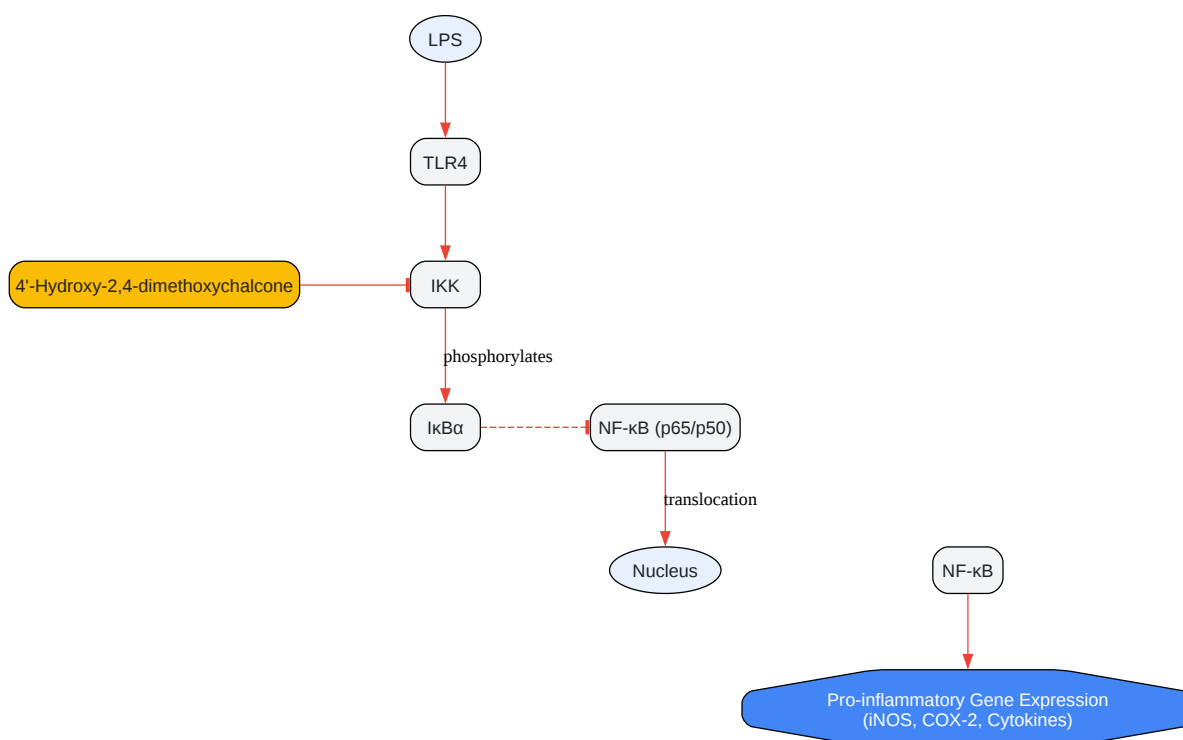 LPS
TLR4
4'-Hydroxy-2,4-dimethoxychalcone
IKK
phosphorylates
IκBα
NF-κB (p65/p50)
translocation
Nucleus
NF-κB
Pro-inflammatory Gene Expression
(iNOS, COX-2, Cytokines)